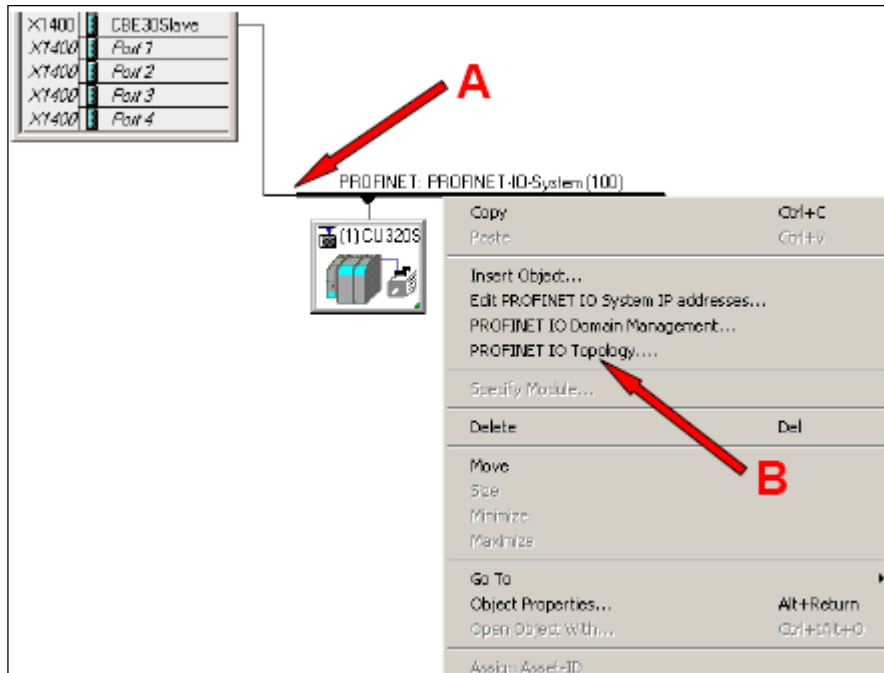 X1400 CBE30Slave
X1400 Port 1
X1400 Port 2
X1400 Port 3
X1400 Port 4
A
PROFINET: PROFINET-IO-System (100)
(1) CU320S
Copy Ctrl+C
Paste Ctrl+V
Insert Object...
Edit PROFINET IO System IP addresses...
PROFINET IO Domain Management...
PROFINET IO Topology....
Specify Module...
Delete Del
B
Move
Size
Minimize
Maximize
Go To
Object Properties... Alt+Return
Open Object With... Ctrl+Alt+O
Assign Asset-ID